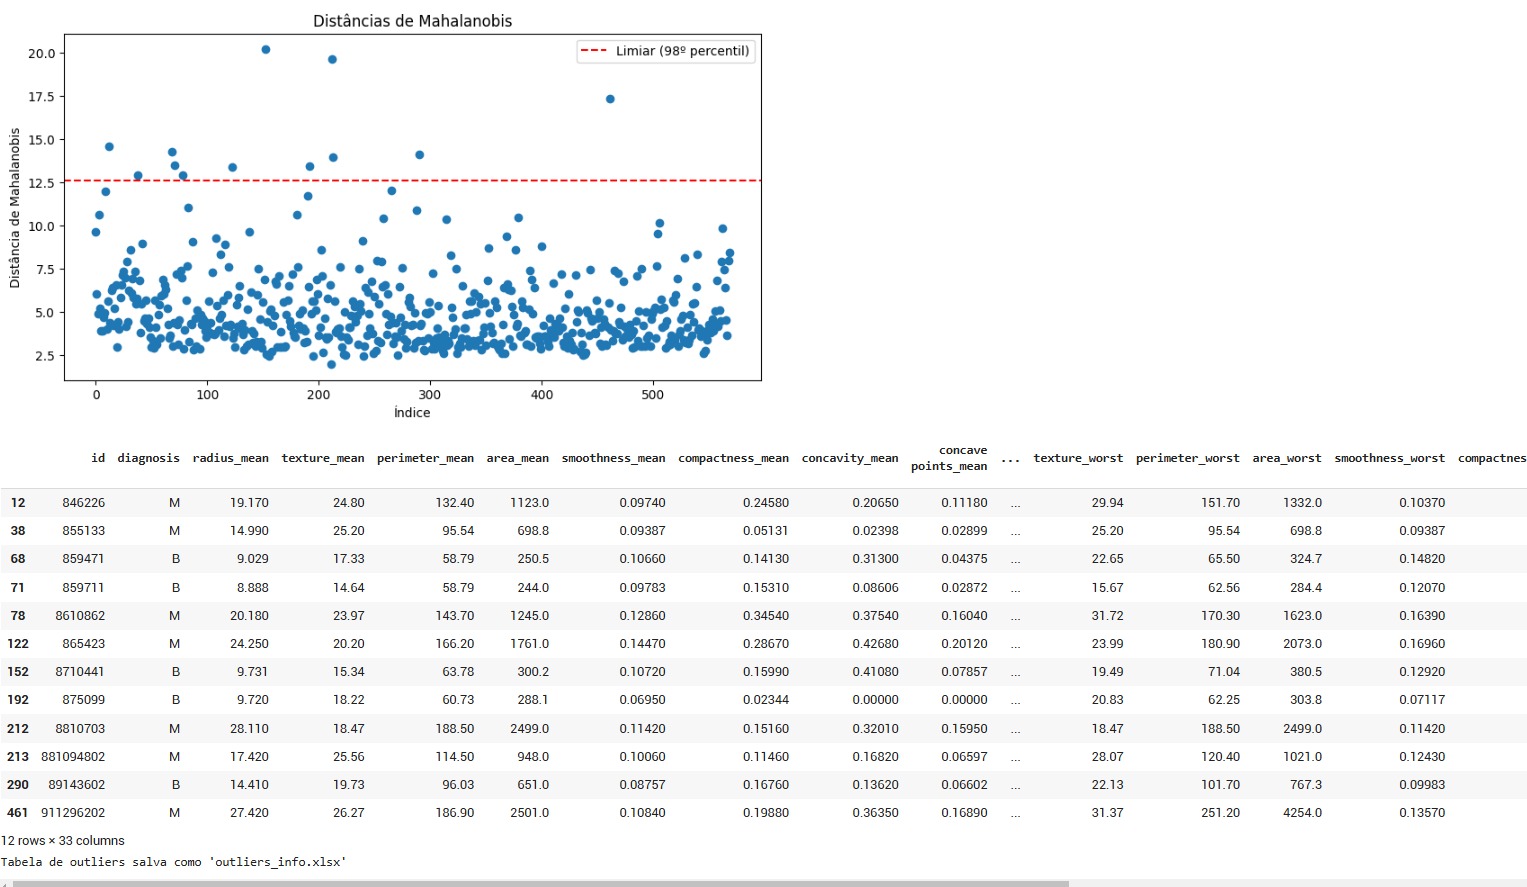 Distâncias de Mahalanobis
Limiar (98º percentil)
20.0
17.5
15.0
12.5
10.0
7.5
5.0
2.5
Distância de Mahalanobis
0 100 200 300 400 500
Índice
id diagnosis radius_mean texture_mean perimeter_mean area_mean smoothness_mean compactness_mean concavity_mean concave points_mean ... texture_worst perimeter_worst area_worst smoothness_worst compactnes
12 846226 M 19.170 24.80 132.40 1123.0 0.09740 0.24580 0.20650 0.11180 ... 29.94 151.70 1332.0 0.10370
38 855133 M 14.990 25.20 95.54 698.8 0.09387 0.05131 0.02398 0.02899 ... 25.20 95.54 698.8 0.09387
68 859471 B 9.029 17.33 58.79 250.5 0.10660 0.14130 0.31300 0.04375 ... 22.65 65.50 324.7 0.14820
71 859711 B 8.888 14.64 58.79 244.0 0.09783 0.15310 0.08606 0.02872 ... 15.67 62.56 284.4 0.12070
78 8610862 M 20.180 23.97 143.70 1245.0 0.12860 0.34540 0.37540 0.16040 ... 31.72 170.30 1623.0 0.16390
122 865423 M 24.250 20.20 166.20 1761.0 0.14470 0.28670 0.42680 0.20120 ... 23.99 180.90 2073.0 0.16960
152 8710441 B 9.731 15.34 63.78 300.2 0.10720 0.15990 0.41080 0.07857 ... 19.49 71.04 380.5 0.12920
192 875099 B 9.720 18.22 60.73 288.1 0.06950 0.02344 0.00000 0.00000 ... 20.83 62.25 303.8 0.07117
212 8810703 M 28.110 18.47 188.50 2499.0 0.11420 0.15160 0.32010 0.15950 ... 18.47 188.50 2499.0 0.11420
213 881094802 M 17.420 25.56 114.50 948.0 0.10060 0.11460 0.16820 0.06597 ... 28.07 120.40 1021.0 0.12430
290 89143602 B 14.410 19.73 96.03 651.0 0.08757 0.16760 0.13620 0.06602 ... 22.13 101.70 767.3 0.09983
461 911296202 M 27.420 26.27 186.90 2501.0 0.10840 0.19880 0.36350 0.16890 ... 31.37 251.20 4254.0 0.13570
12 rows × 33 columns
Tabela de outliers salva como 'outliers_info.xlsx'